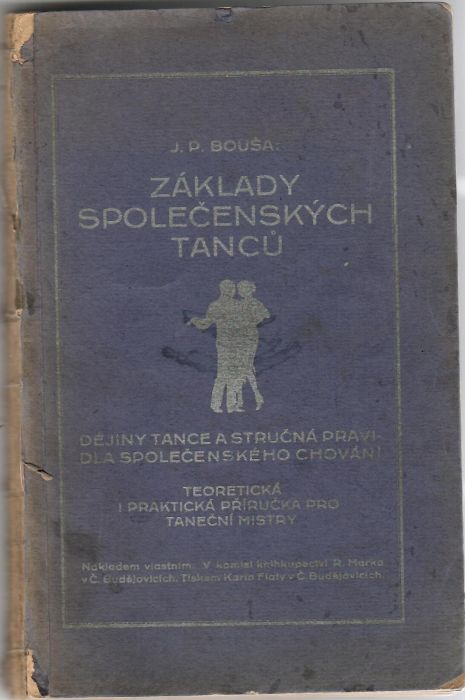 J. P. BOUŠA:
ZÁKLADY
SPOLEČENSKÝCH
TANCŮ
DĚJINY TANCE A STRUČNÁ PRAVI-
DLA SPOLEČENSKÉHO CHOVÁNÍ
TEORETICKÁ
I PRAKTICKÁ PŘÍRUČKA PRO
TANEČNÍ MISTRY
Nákladem vlastním. V komisi knihkupectví R. Marka
v Č. Budějovicích. Tiskem Karla Fialy v Č. Budějovicích.